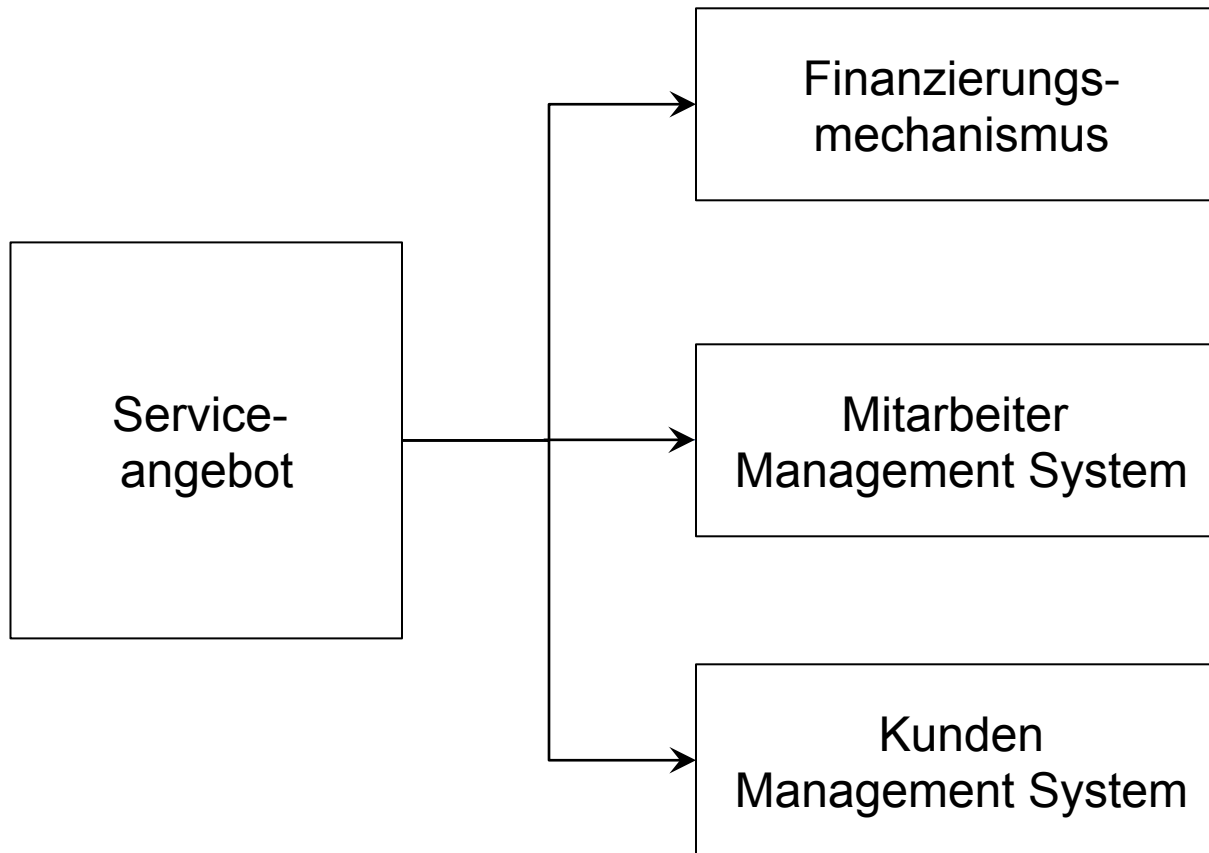 Finanzierungs-
mechanismus
Service-
angebot
Mitarbeiter
Management System
Kunden
Management System